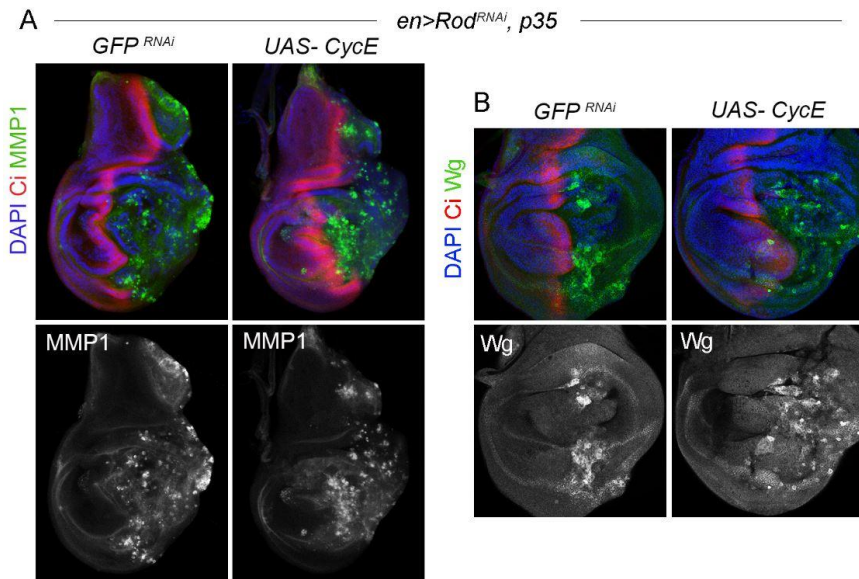 A
en>Rod^RNAi, p35
GFP ^RNAi
UAS- CycE
DAPI Ci MMP1
MMP1
MMP1
B
GFP ^RNAi
UAS- CycE
DAPI Ci Wg
Wg
Wg